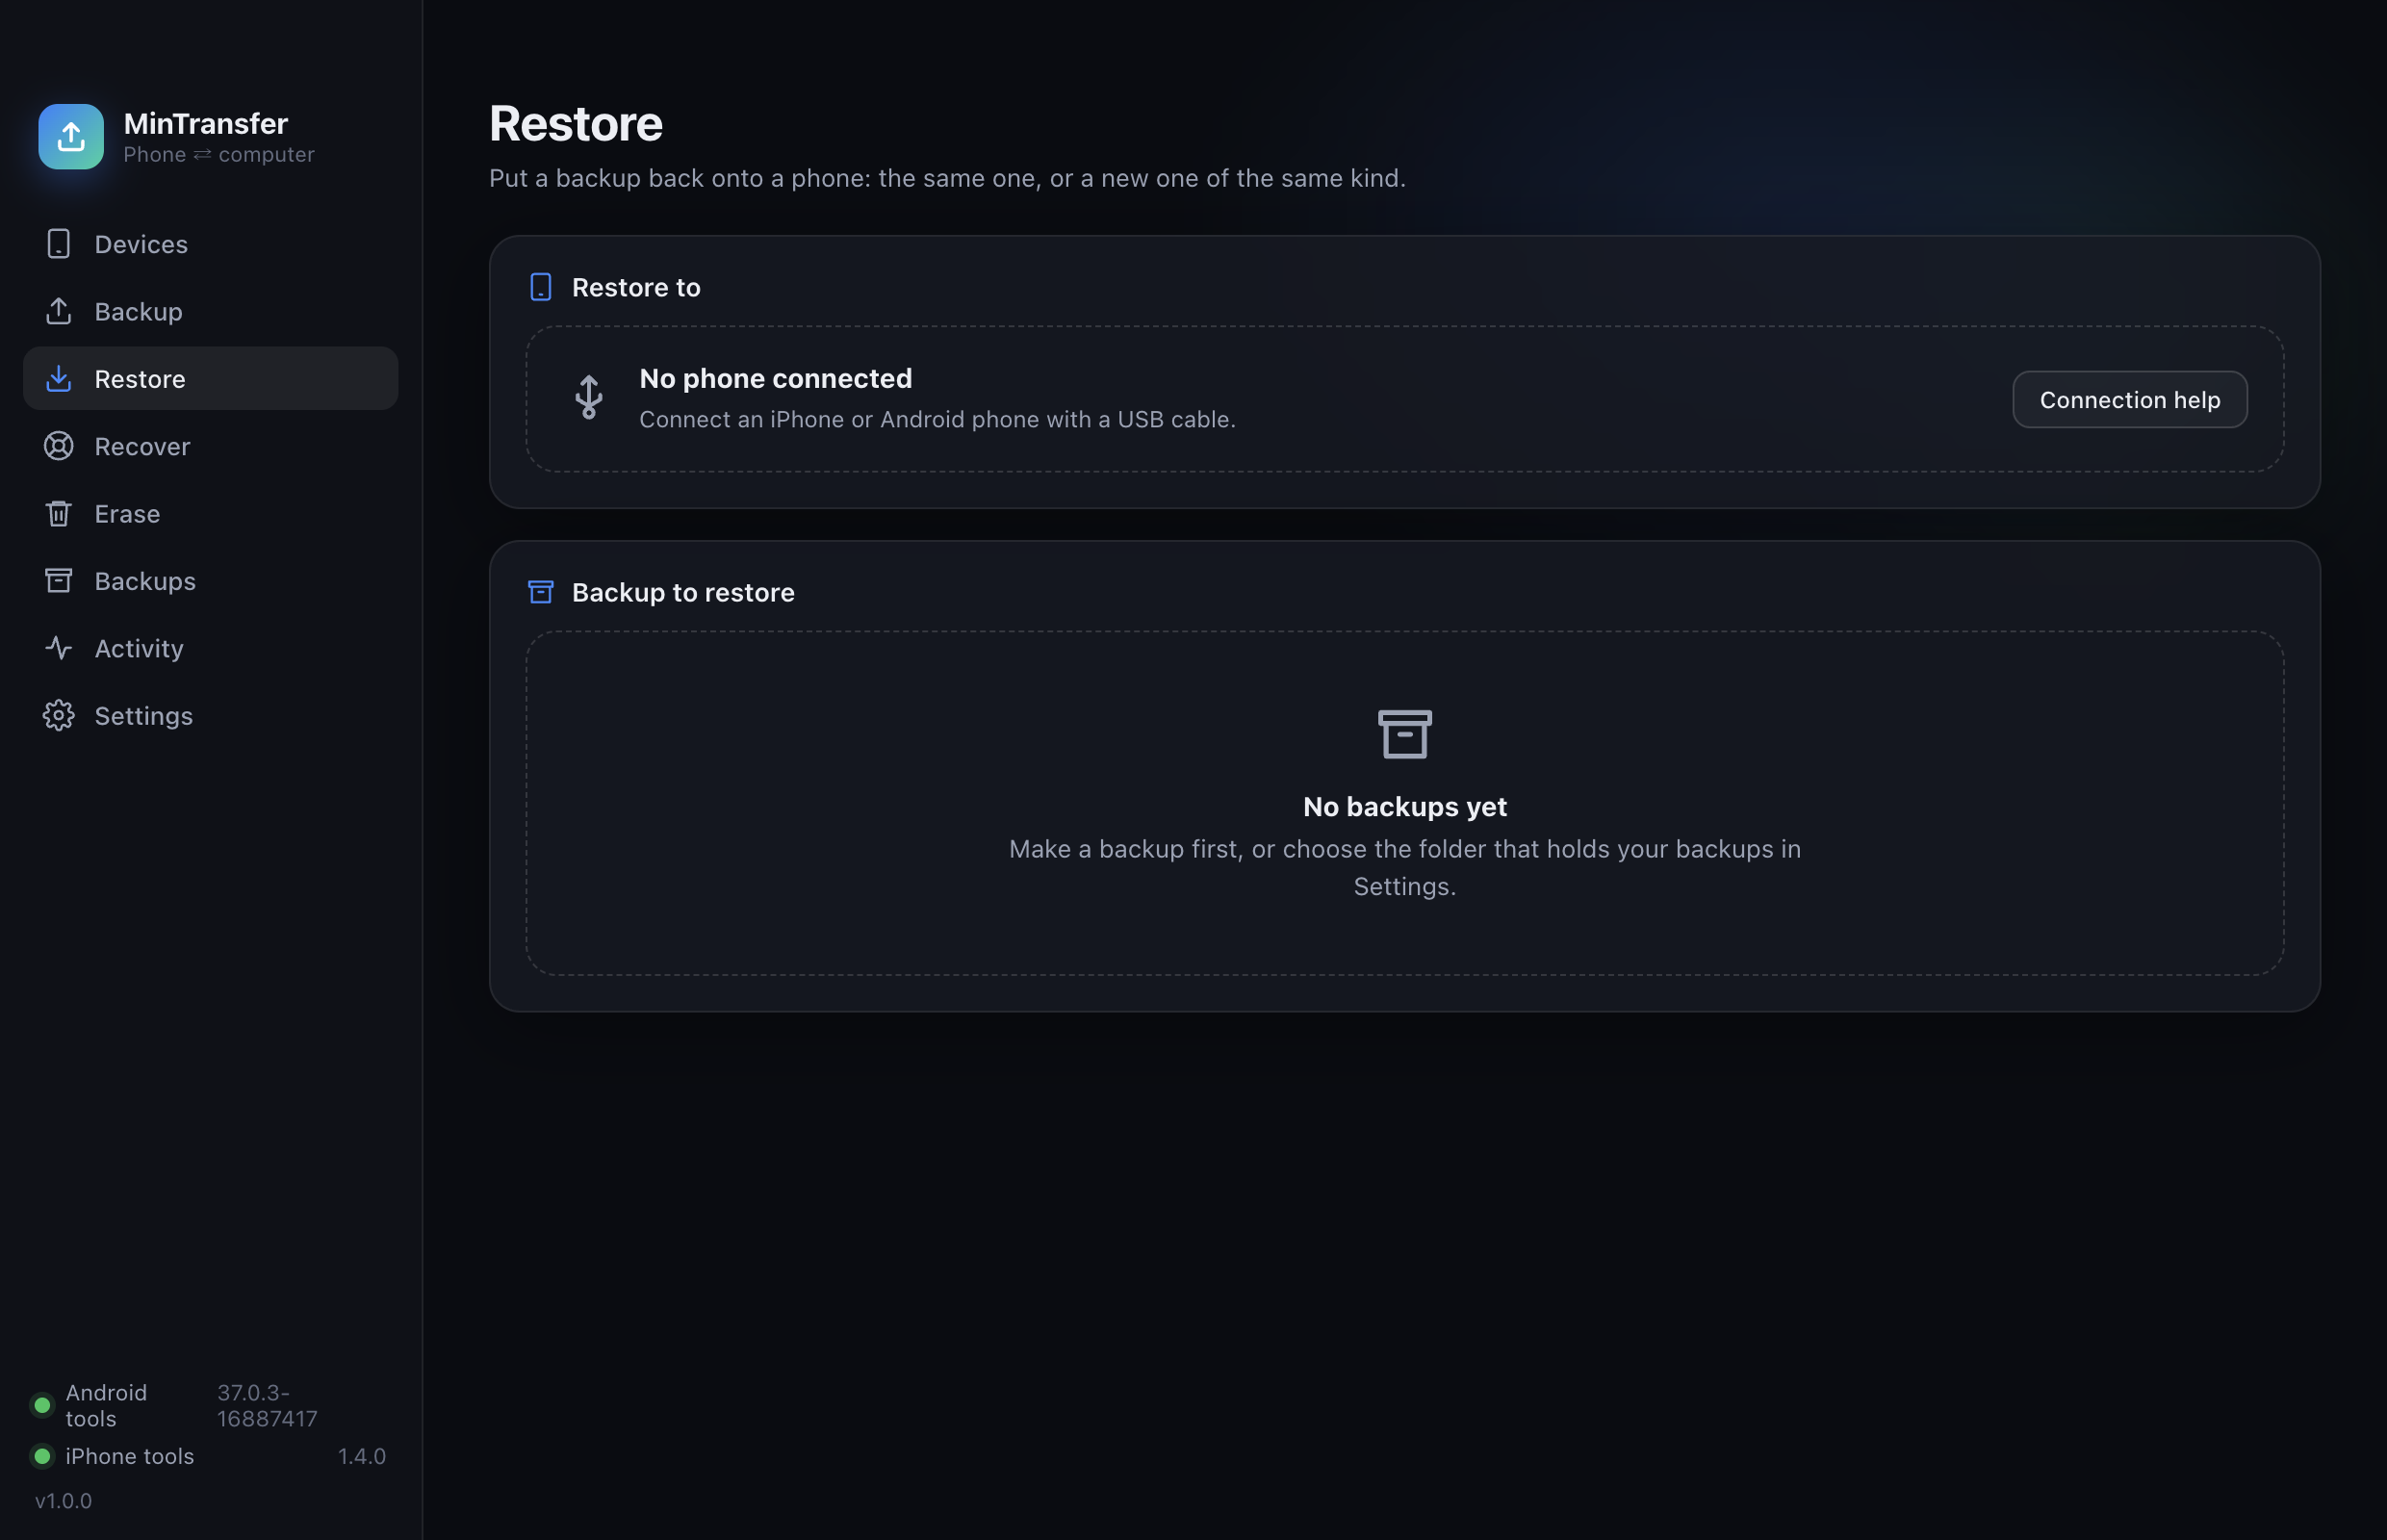 MinTransfer
Phone ⇄ computer
Devices
Backup
Restore
Recover
Erase
Backups
Activity
Settings
Android tools
37.0.3-16887417
iPhone tools 1.4.0
v1.0.0
Restore
Put a backup back onto a phone: the same one, or a new one of the same kind.
Restore to
No phone connected
Connect an iPhone or Android phone with a USB cable.
Connection help
Backup to restore
No backups yet
Make a backup first, or choose the folder that holds your backups in
Settings.